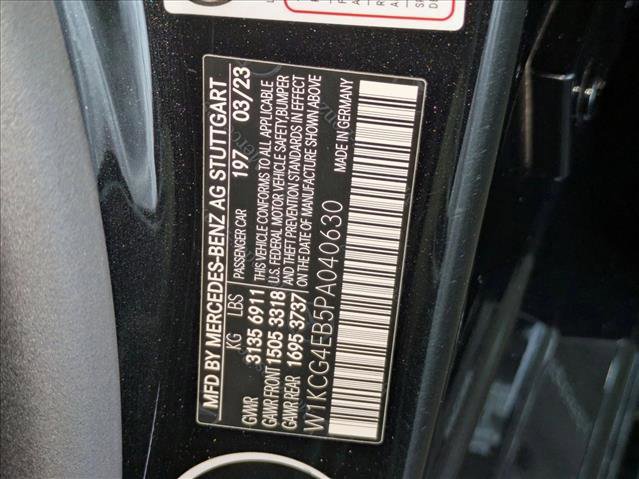 MFD BY MERCEDES-BENZ AG STUTTGART
197 03/23
KG LBS PASSENGER CAR
GVWR 3135 6911 THIS VEHICLE CONFORMS TO ALL APPLICABLE
GAWR FRONT 1505 3318 U.S. FEDERAL MOTOR VEHICLE SAFETY, BUMPER
GAWR REAR 1695 3737 AND THEFT PREVENTION STANDARDS IN EFFECT
ON THE DATE OF MANUFACTURE SHOWN ABOVE
W1KCG4EB5PA040630 MADE IN GERMANY